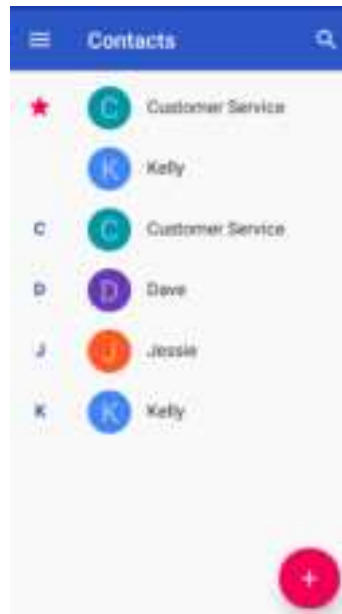 Contacts
C Customer Service
K Kelly
C C Customer Service
D D Dave
J J Jessie
K K Kelly
+